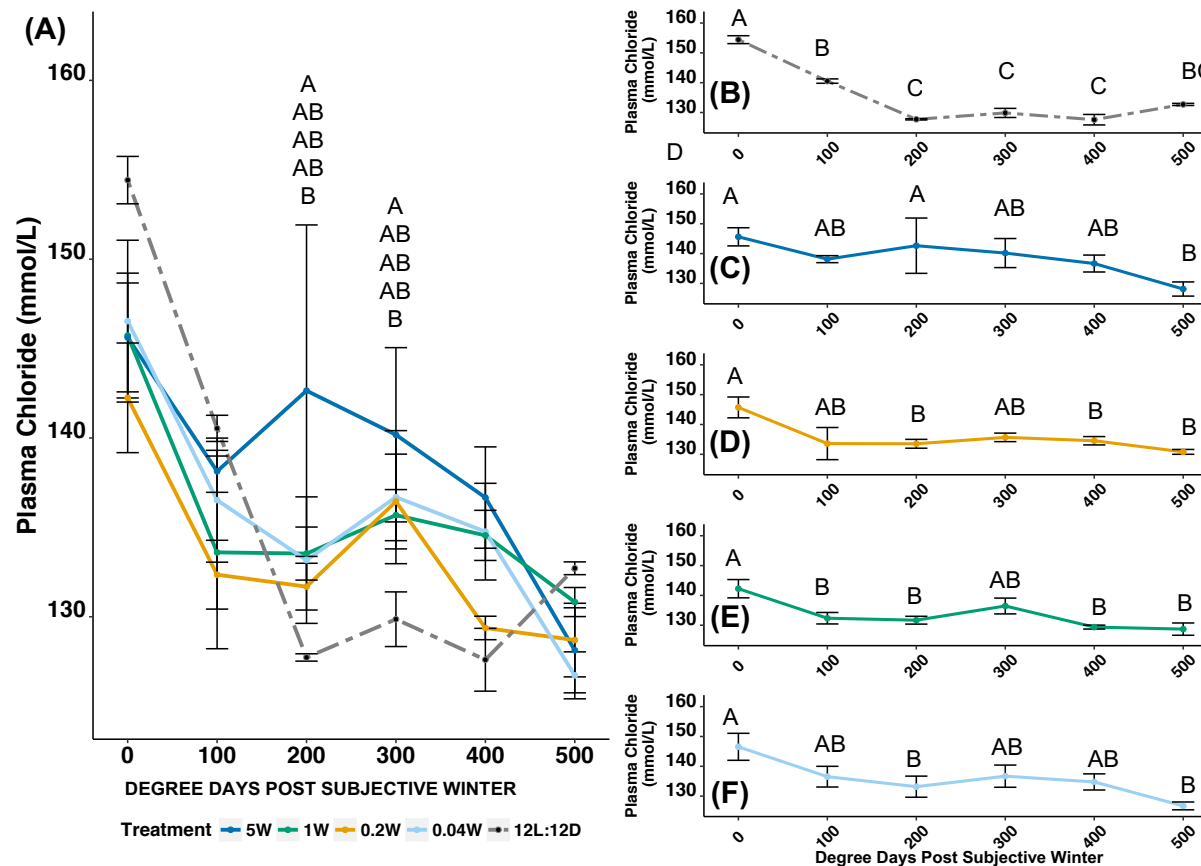 (A)
Plasma Chloride (mmol/L)
160
150
140
130
A
AB
AB
AB
B
A
AB
AB
AB
B
0 100 200 300 400 500
DEGREE DAYS POST SUBJECTIVE WINTER
Treatment 5W 1W 0.2W 0.04W 12L:12D
Plasma Chloride
(mmol/L)
160
150
140
130
(B)
A B C C C BC
0 100 200 300 400 500
D
Plasma Chloride
(mmol/L)
160
150
140
130
(C)
A AB A AB AB B
0 100 200 300 400 500
Plasma Chloride
(mmol/L)
160
150
140
130
(D)
A AB B AB B B
0 100 200 300 400 500
Plasma Chloride
(mmol/L)
160
150
140
130
(E)
A B B AB B B
0 100 200 300 400 500
Plasma Chloride
(mmol/L)
160
150
140
130
(F)
A AB B AB AB B
0 100 200 300 400 500
Degree Days Post Subjective Winter